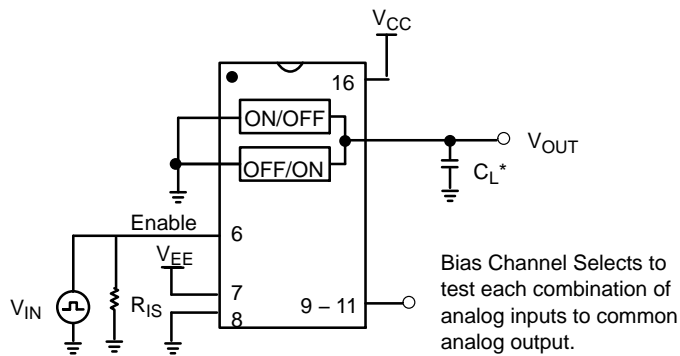 V_CC
16
ON/OFF
OFF/ON
V_OUT
C_L*
Enable
6
V_EE
7
8
9 – 11
V_IN
R_IS
Bias Channel Selects to
test each combination of
analog inputs to common
analog output.